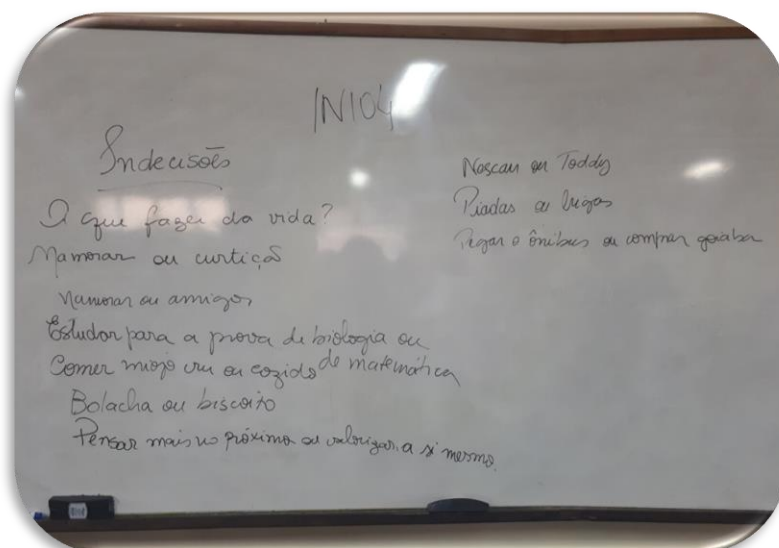 IN104
Indecisões
O que fazer da vida?
Namorar ou curtição
Namorar ou amigos
Estudar para a prova de biologia ou
de matemática
Comer miojo cru ou cozido
Bolacha ou biscoito
Pensar mais no próximo ou valorizar a si mesmo.
Nescau ou Toddy
Piadas ou brigas
Pegar o ônibus ou comprar goiaba